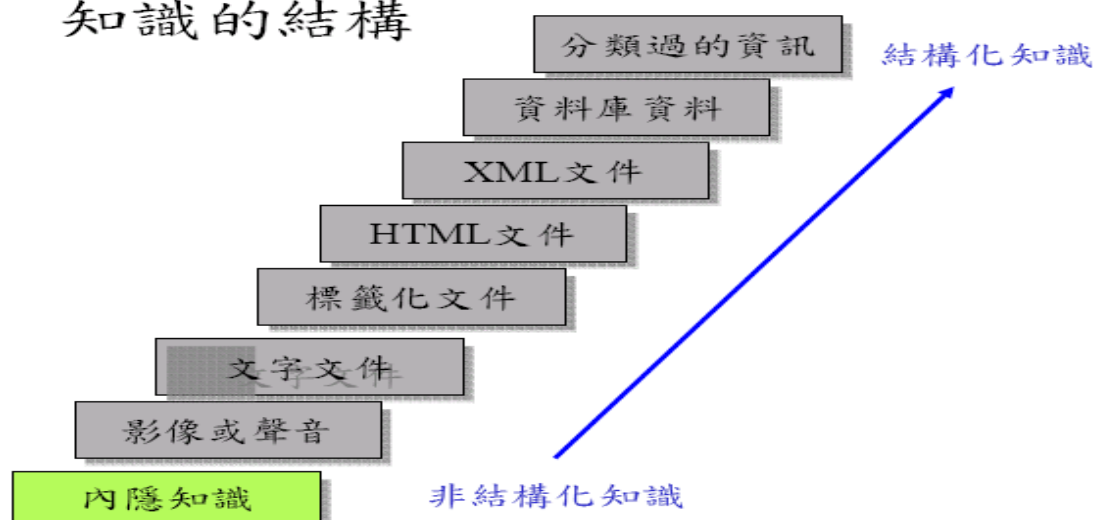 知識的結構
分類過的資訊
結構化知識
資料庫資料
XML文件
HTML文件
標籤化文件
文字文件
影像或聲音
內隱知識
非結構化知識